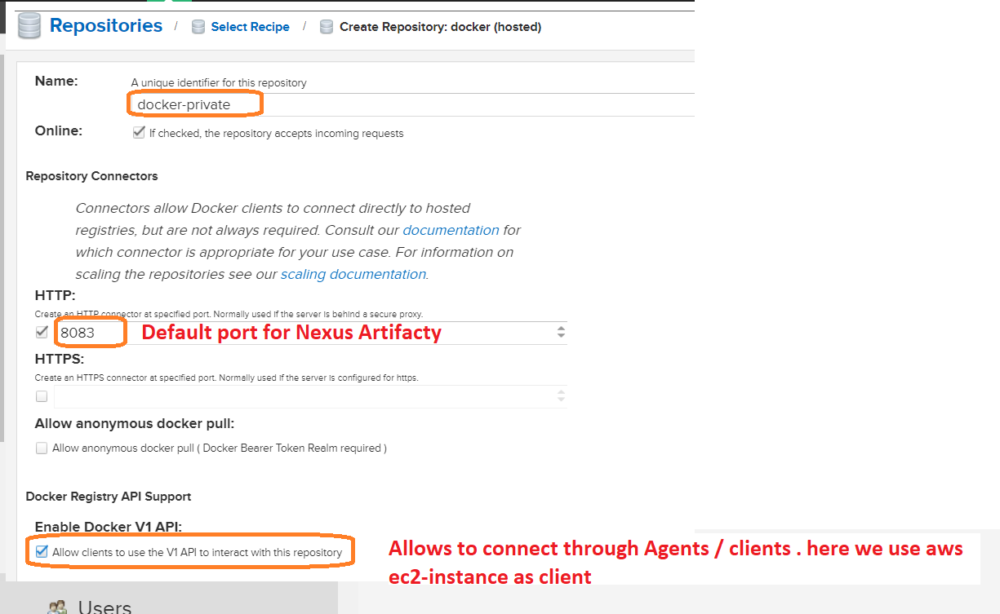 Repositories / Select Recipe / Create Repository: docker (hosted)
Name:
A unique identifier for this repository
docker-private
Online:
If checked, the repository accepts incoming requests
Repository Connectors
Connectors allow Docker clients to connect directly to hosted
registries, but are not always required. Consult our documentation for
which connector is appropriate for your use case. For information on
scaling the repositories see our scaling documentation.
HTTP:
Create an HTTP connector at specified port. Normally used if the server is behind a secure proxy.
8083 Default port for Nexus Artifacty
HTTPS:
Create an HTTPS connector at specified port. Normally used if the server is configured for https.
Allow anonymous docker pull:
Allow anonymous docker pull ( Docker Bearer Token Realm required )
Docker Registry API Support
Enable Docker V1 API:
Allow clients to use the V1 API to interact with this repository
Allows to connect through Agents / clients . here we use aws
ec2-instance as client
Users